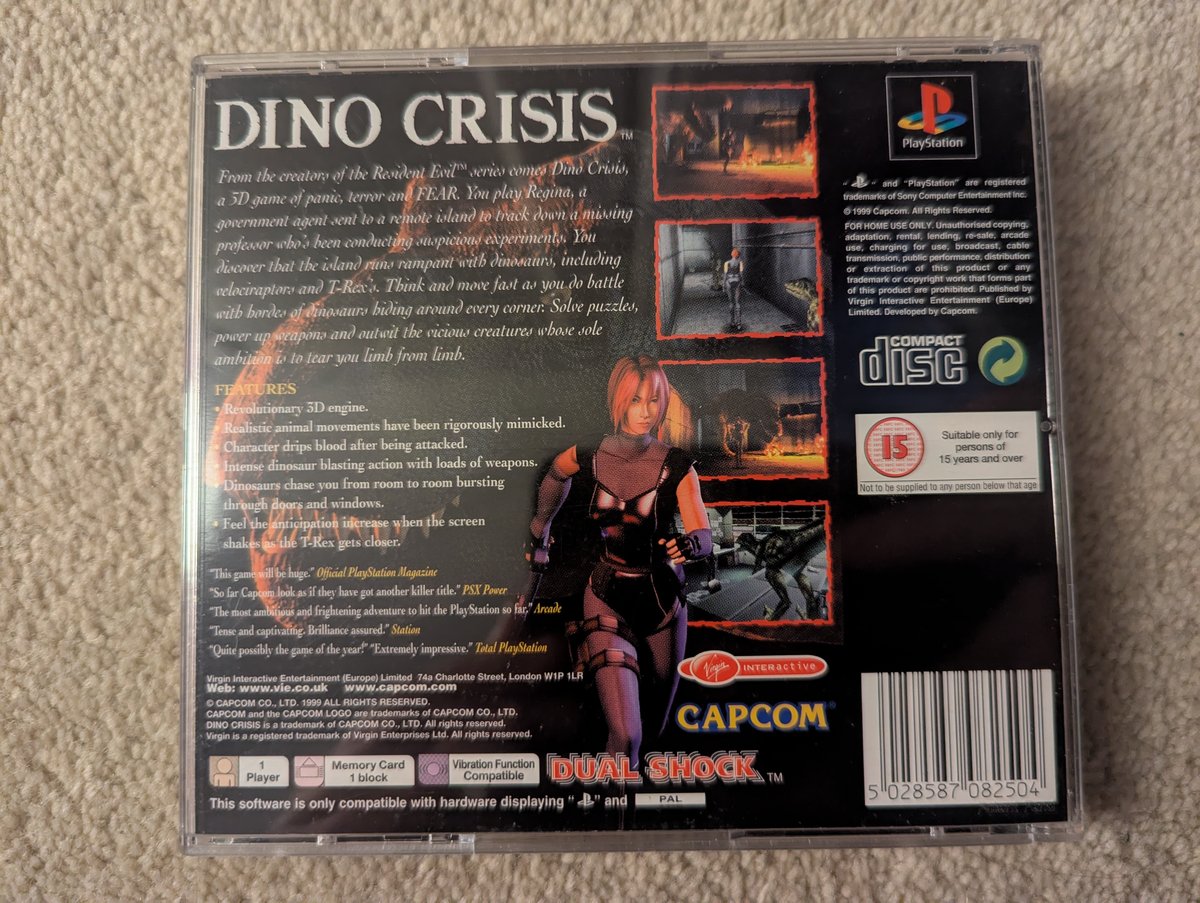 DINO CRISIS™
From the creators of the Resident Evil™ series comes Dino Crisis,
a 3D game of panic, terror and FEAR. You play Regina, a
government agent sent to a remote island to track down a missing
professor who's been conducting suspicious experiments. You
discover that the island runs rampant with dinosaurs, including
velociraptors and T-Rex's. Think and move fast as you do battle
with hordes of dinosaurs hiding around every corner. Solve puzzles,
power up weapons and outwit the vicious creatures whose sole
ambition is to tear you limb from limb.
FEATURES
• Revolutionary 3D engine.
• Realistic animal movements have been rigorously mimicked.
• Character drips blood after being attacked.
• Intense dinosaur blasting action with loads of weapons.
• Dinosaurs chase you from room to room bursting
through doors and windows.
• Feel the anticipation increase when the screen
shakes as the T-Rex gets closer.
"This game will be huge." Official PlayStation Magazine
"So far Capcom look as if they have got another killer title." PSX Power
"The most ambitious and frightening adventure to hit the PlayStation so far." Arcade
"Tense and captivating. Brilliance assured." Station
"Quite possibly the game of the year!" "Extremely impressive." Total PlayStation
Virgin Interactive Entertainment (Europe) Limited 74a Charlotte Street, London W1P 1LR
Web: www.vie.co.uk www.capcom.com
© CAPCOM CO., LTD. 1999 ALL RIGHTS RESERVED.
CAPCOM and the CAPCOM LOGO are trademarks of CAPCOM CO., LTD.
DINO CRISIS is a trademark of CAPCOM CO., LTD. All rights reserved.
Virgin is a registered trademark of Virgin Enterprises Ltd. All rights reserved.
1
Player
Memory Card
1 block
Vibration Function
Compatible
DUAL SHOCK™
This software is only compatible with hardware displaying " " and PAL
Virgin INTERACTIVE
CAPCOM®
PlayStation
" " and "PlayStation" are registered
trademarks of Sony Computer Entertainment Inc.
© 1999 Capcom. All Rights Reserved.
FOR HOME USE ONLY. Unauthorised copying,
adaptation, rental, lending, re-sale, arcade
use, charging for use, broadcast, cable
transmission, public performance, distribution
or extraction of this product or any
trademark or copyright work that forms part
of this product are prohibited. Published by
Virgin Interactive Entertainment (Europe)
Limited. Developed by Capcom.
COMPACT
disc
15
Suitable only for
persons of
15 years and over
Not to be supplied to any person below that age
5 028587 082504